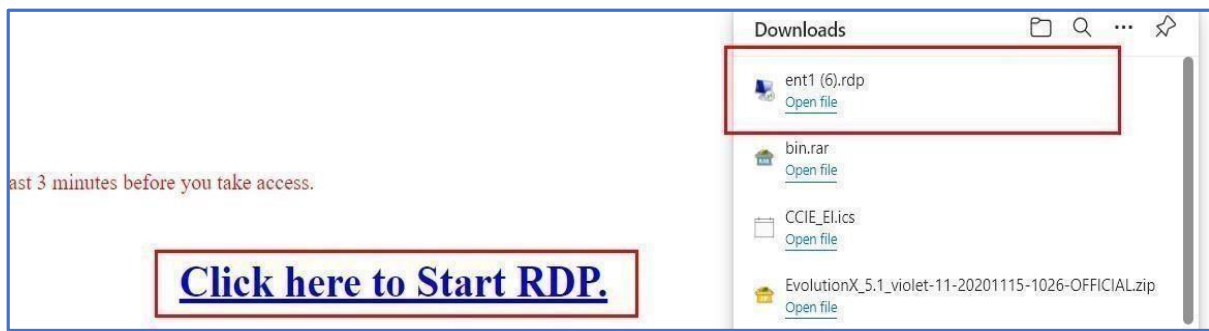 ast 3 minutes before you take access.
Click here to Start RDP.
Downloads
ent1 (6).rdp
Open file
bin.rar
Open file
CCIE_EI.ics
Open file
EvolutionX_5.1_violet-11-20201115-1026-OFFICIAL.zip
Open file